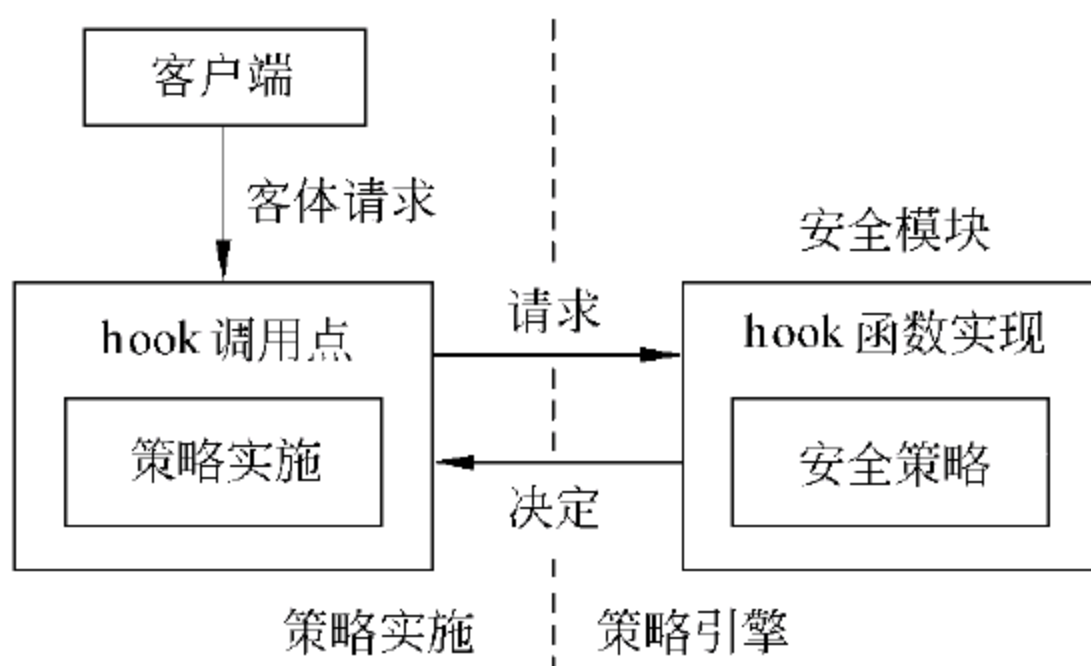 客户端
客体请求
安全模块
hook 调用点
请求
hook 函数实现
策略实施
安全策略
决定
策略实施
策略引擎